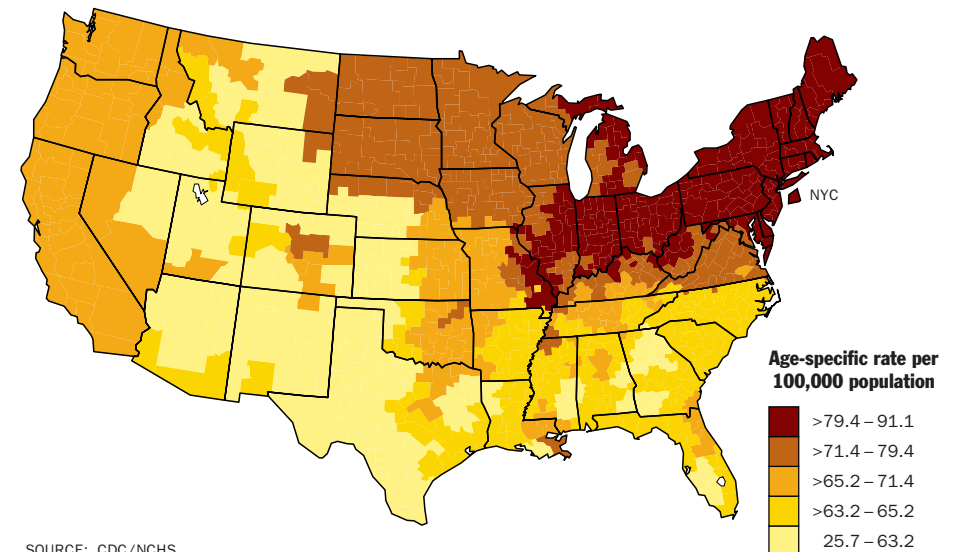 NYC
Age-specific rate per
100,000 population
>79.4 – 91.1
>71.4 – 79.4
>65.2 – 71.4
>63.2 – 65.2
25.7 – 63.2
SOURCE: CDC/NCHS